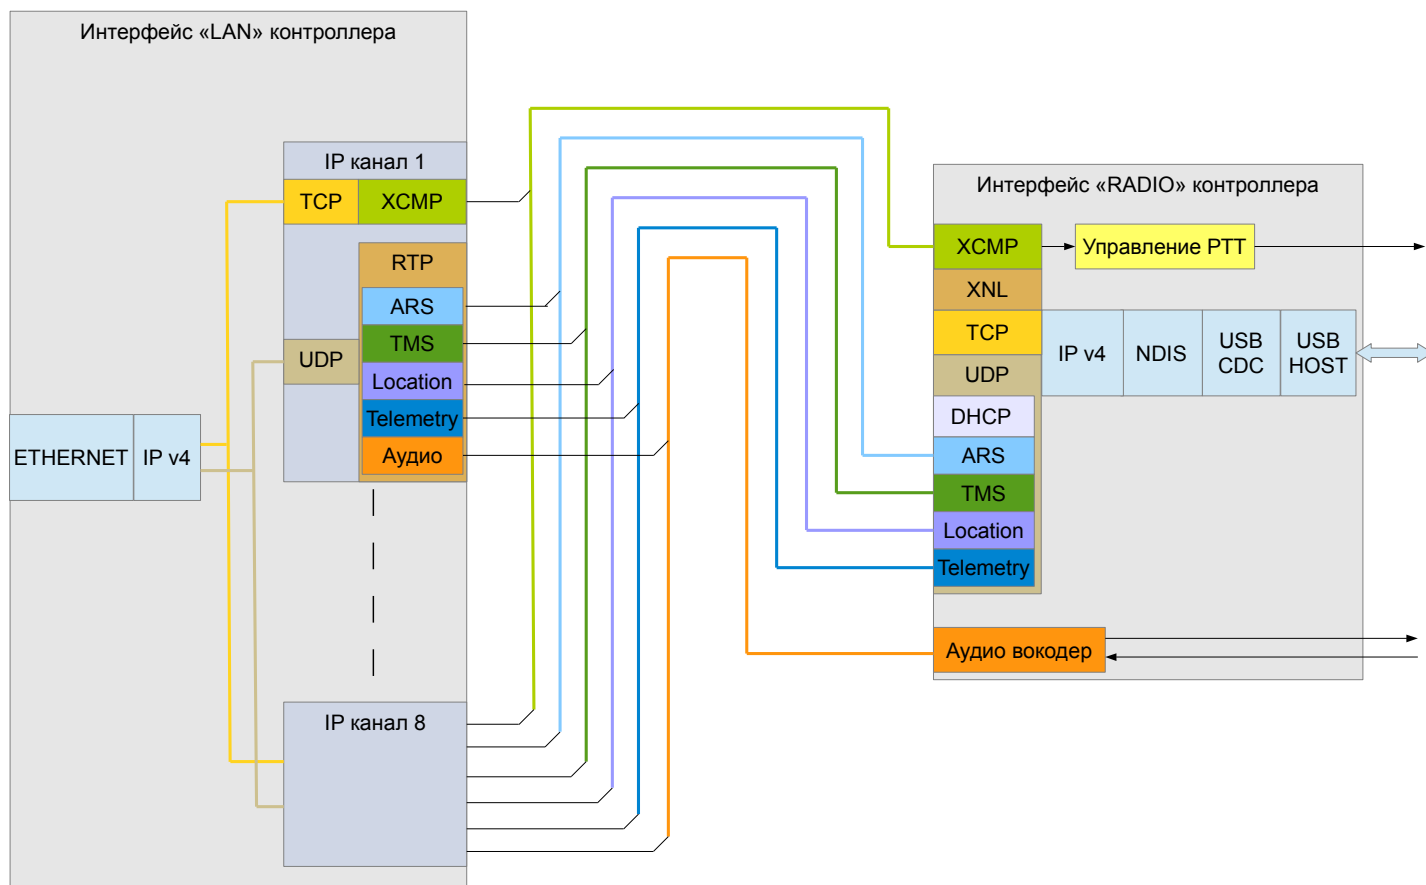 Интерфейс «LAN» контроллера
IP канал 1
TCP
XCMP
RTP
ARS
TMS
UDP
Location
Telemetry
Аудио
ETHERNET
IP v4
IP канал 8
Интерфейс «RADIO» контроллера
XCMP
Управление PTT
XNL
TCP
UDP
IP v4
NDIS
USB
CDC
USB
HOST
DHCP
ARS
TMS
Location
Telemetry
Аудио вокодер